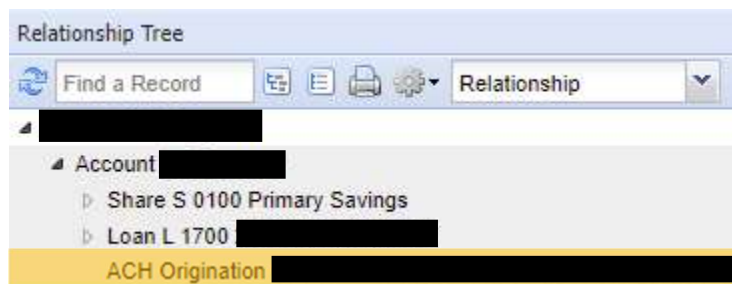 Relationship Tree
Find a Record Relationship
Account
Share S 0100 Primary Savings
Loan L 1700
ACH Origination